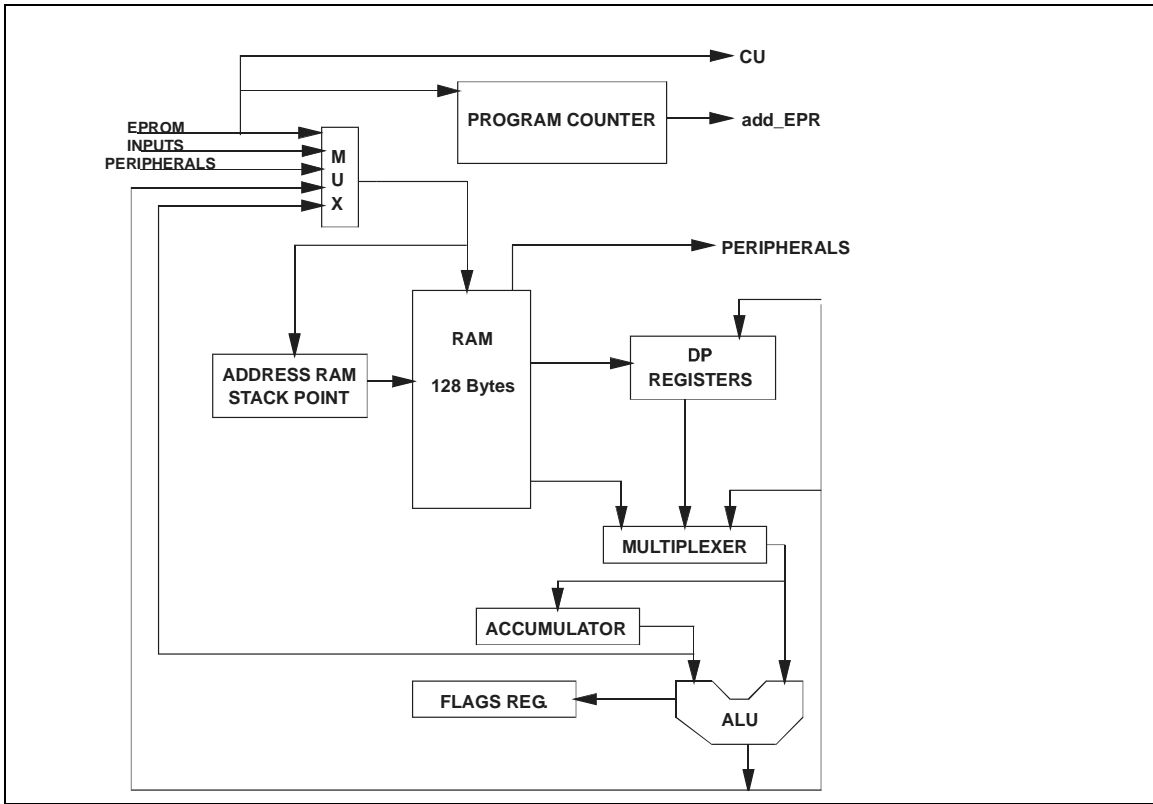 CU
PROGRAM COUNTER
add_EPR
EPROM
INPUTS
PERIPHERALS
M
U
X
PERIPHERALS
RAM
128 Bytes
DP
REGISTERS
ADDRESS RAM
STACK POINT
MULTIPLEXER
ACCUMULATOR
FLAGS REG.
ALU